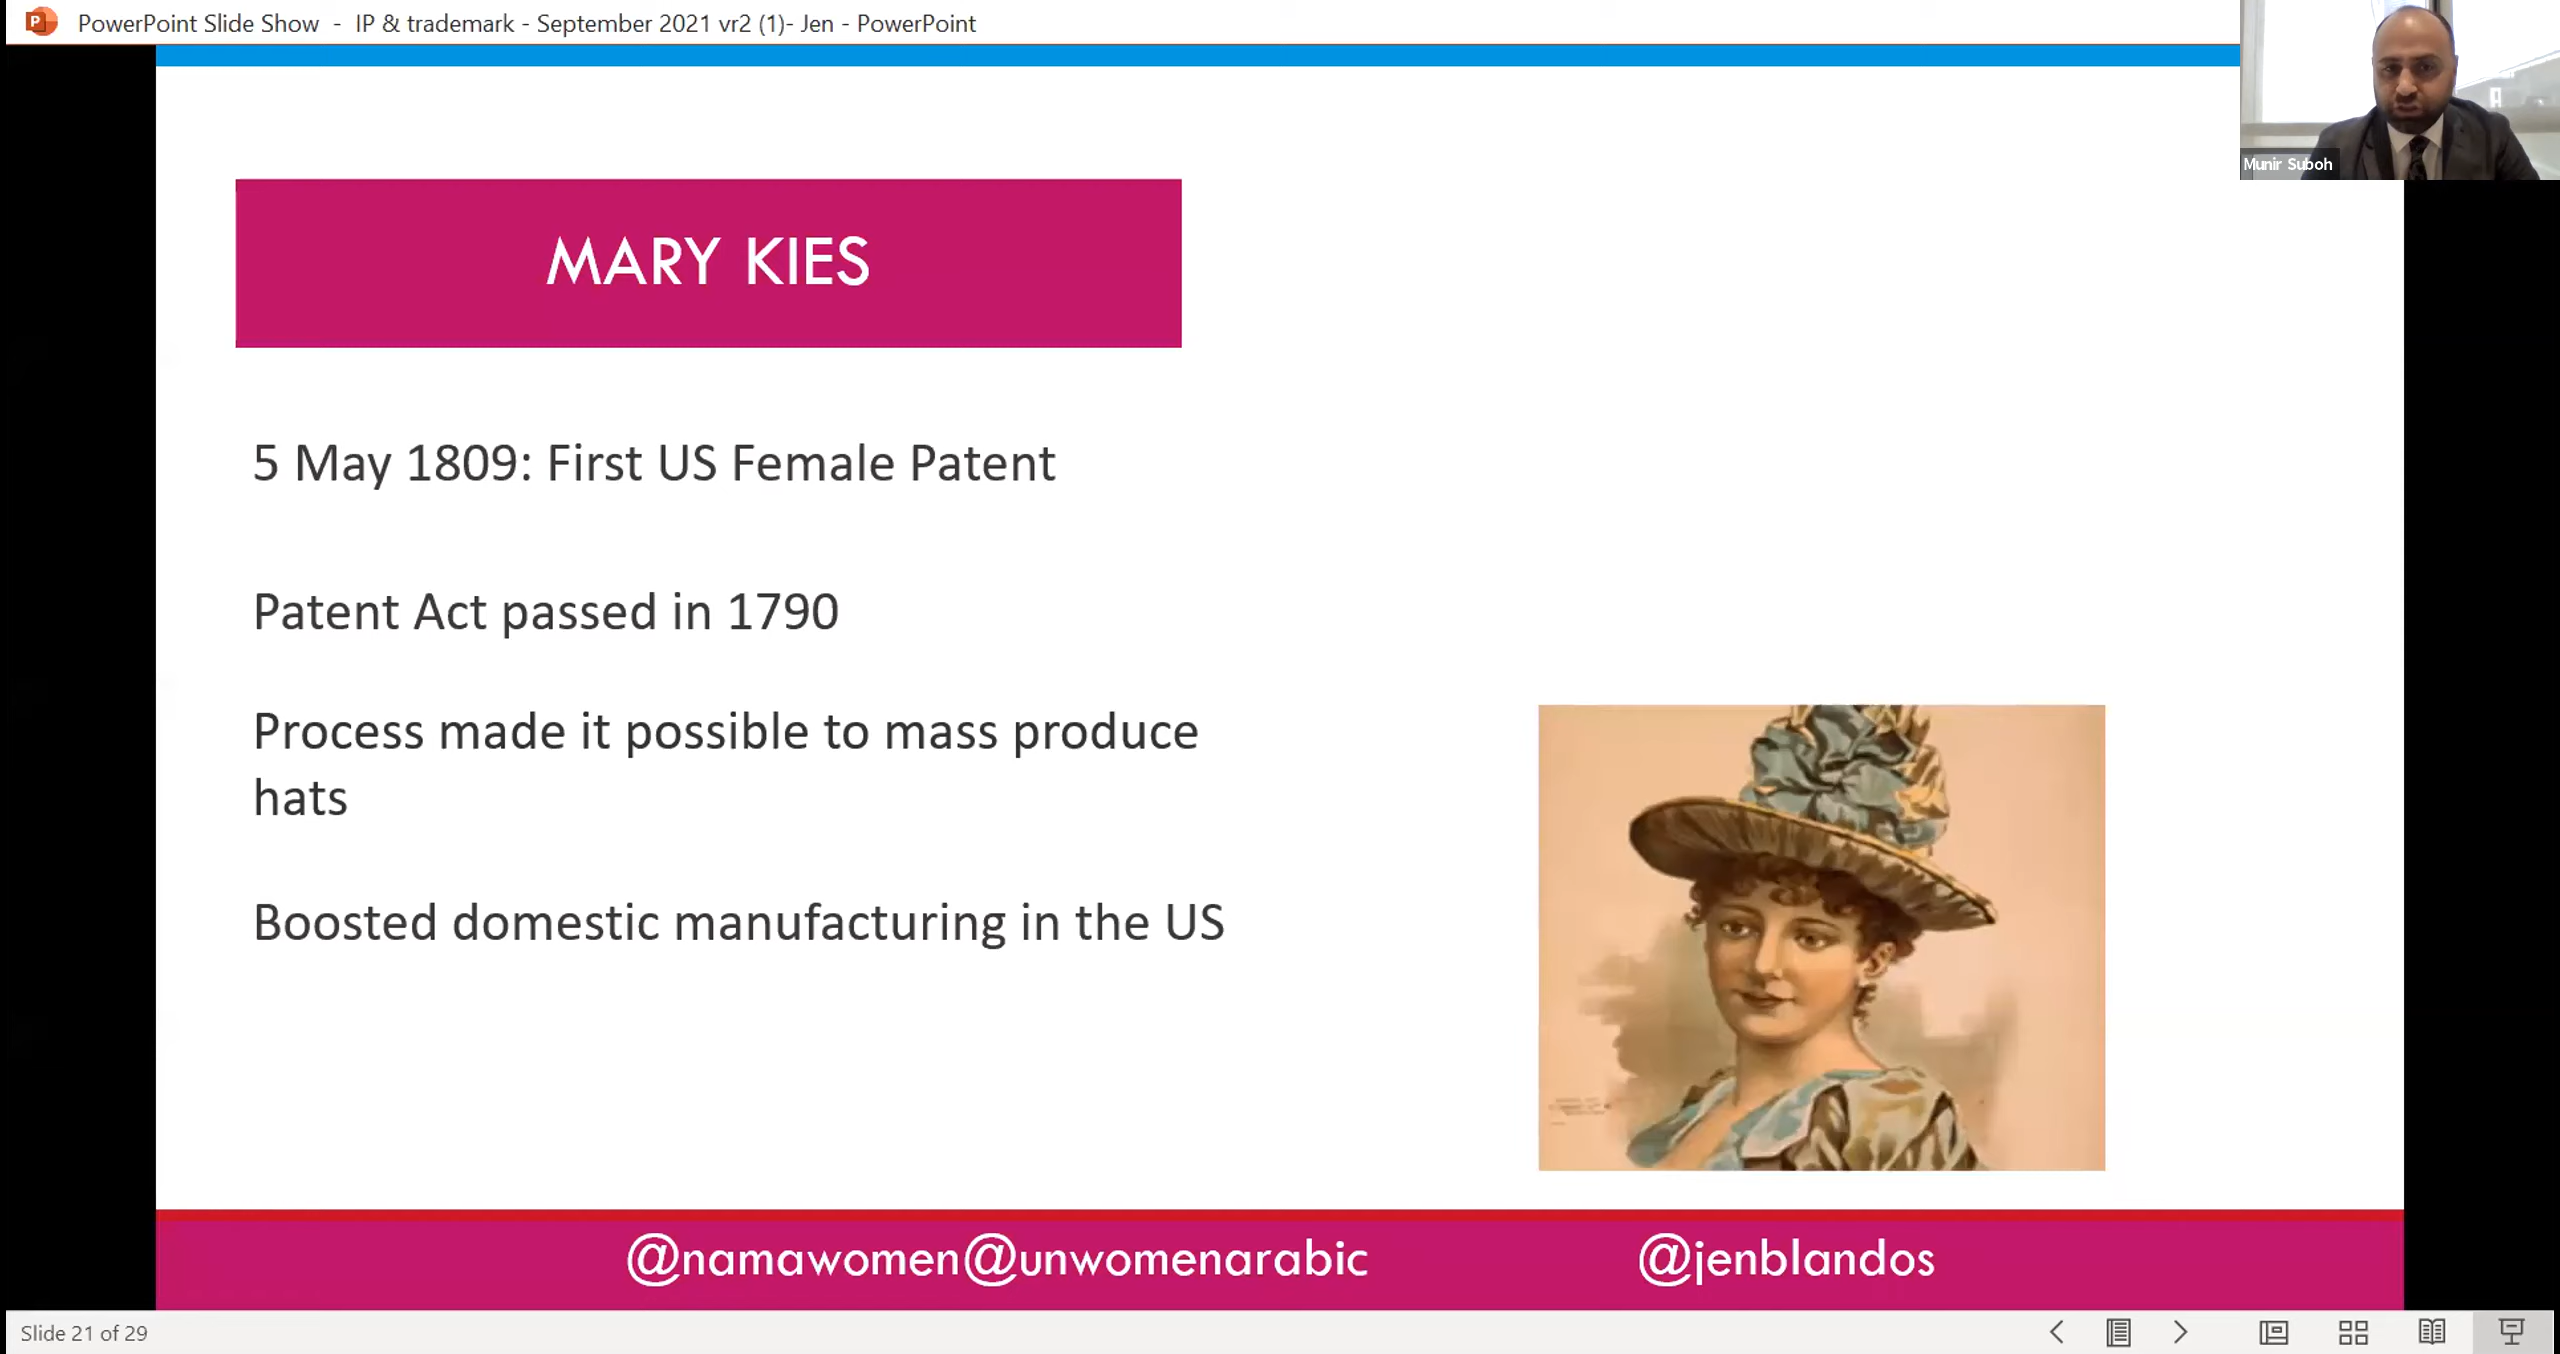 PowerPoint Slide Show - IP & trademark - September 2021 vr2 (1)- Jen - PowerPoint
Munir Suboh
MARY KIES
5 May 1809: First US Female Patent
Patent Act passed in 1790
Process made it possible to mass produce
hats
Boosted domestic manufacturing in the US
@namawomen@unwomenarabic
@jenblandos
Slide 21 of 29